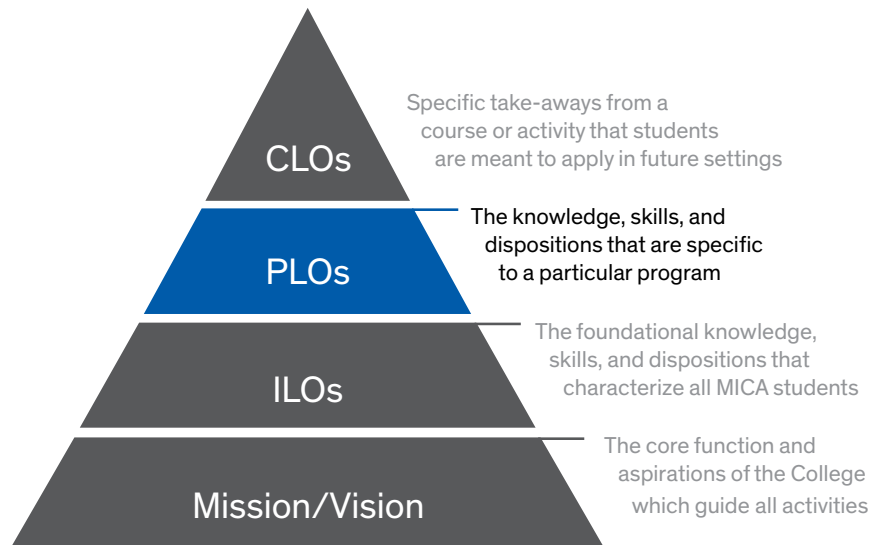 CLOs
Specific take-aways from a
course or activity that students
are meant to apply in future settings
PLOs
The knowledge, skills, and
dispositions that are specific
to a particular program
ILOs
The foundational knowledge,
skills, and dispositions that
characterize all MICA students
Mission/Vision
The core function and
aspirations of the College
which guide all activities